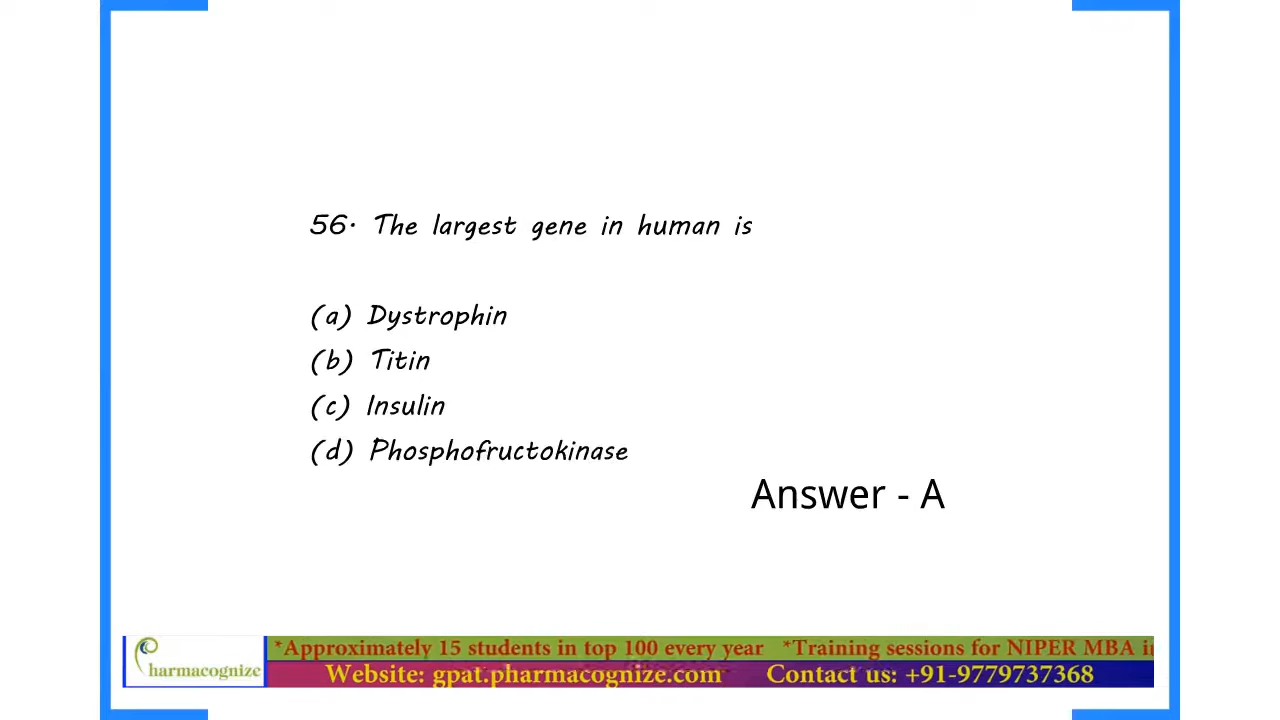 56. The largest gene in human is
(a) Dystrophin
(b) Titin
(c) Insulin
(d) Phosphofructokinase
Answer - A
harmacognize
*Approximately 15 students in top 100 every year *Training sessions for NIPER MBA i
Website: gpat.pharmacognize.com Contact us: +91-9779737368